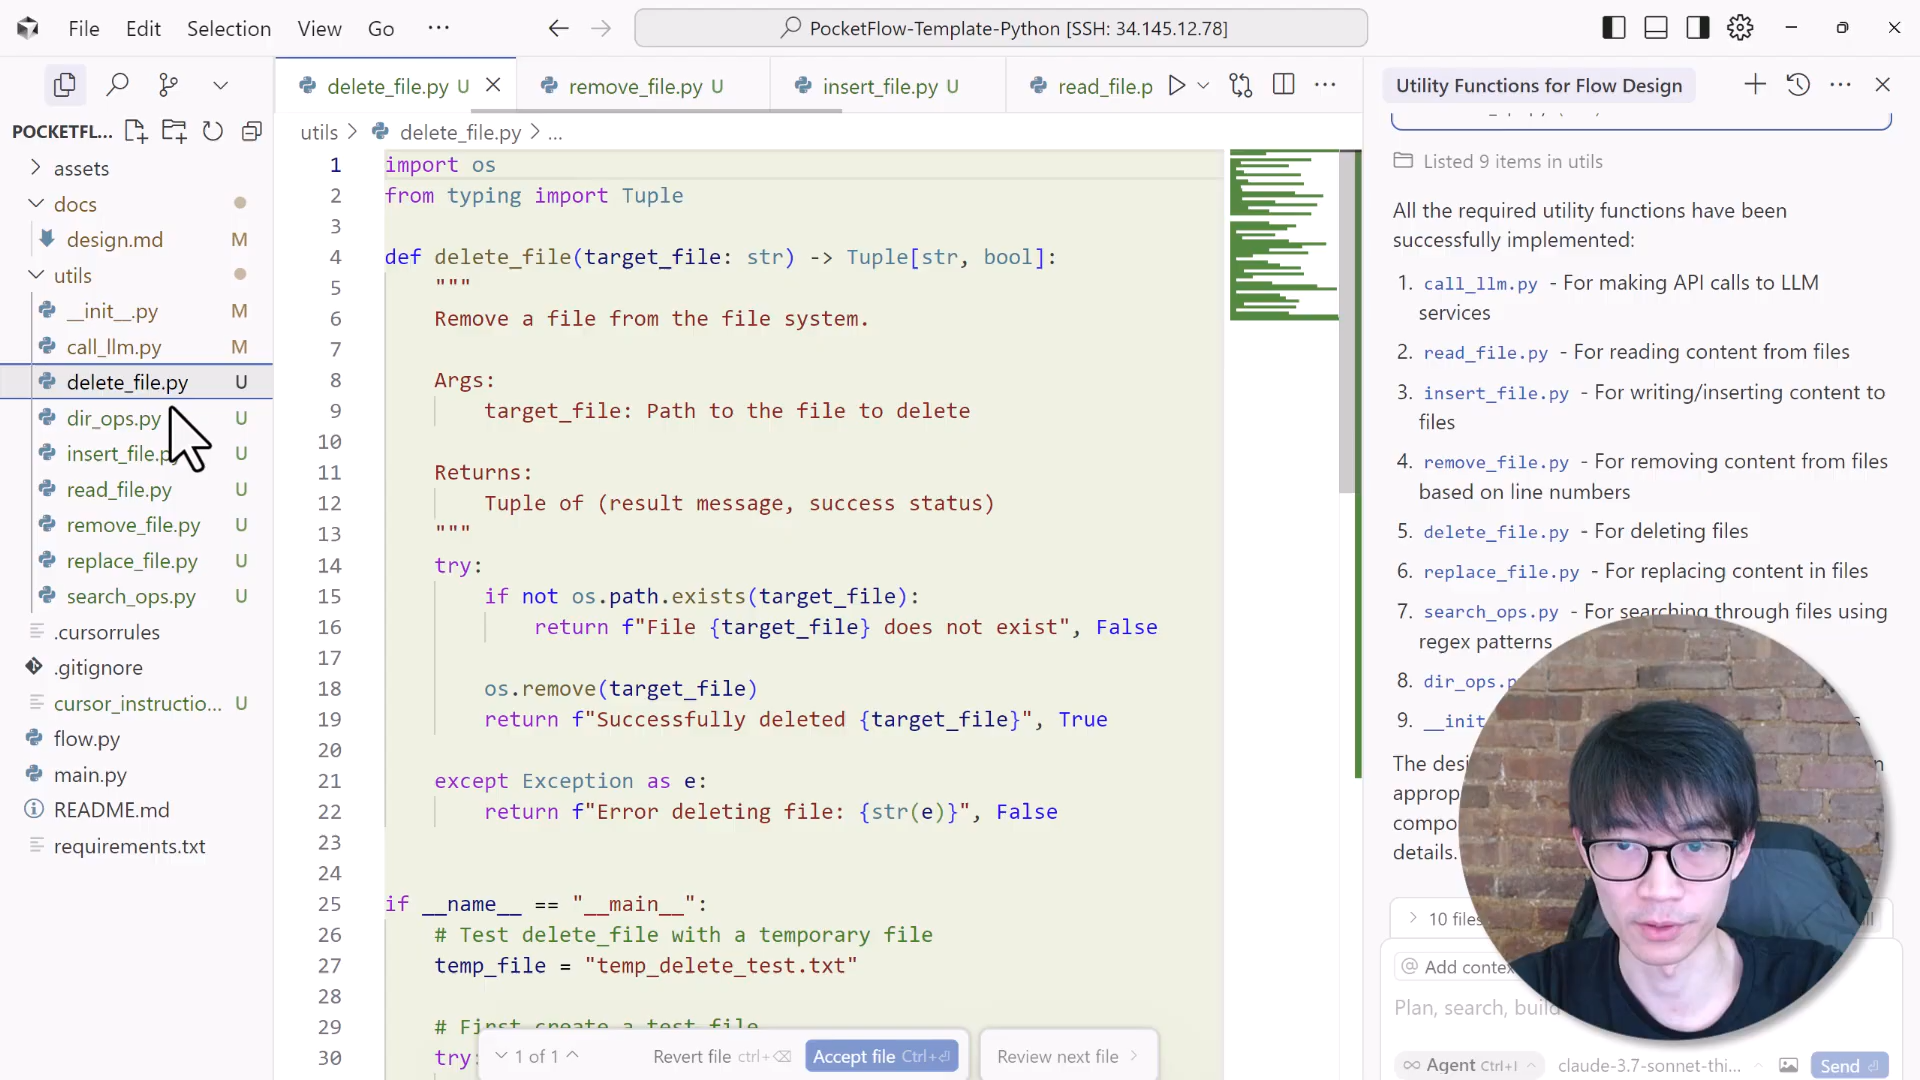 File Edit Selection View Go ···
PocketFlow-Template-Python [SSH: 34.145.12.78]
POCKETFL...
assets
docs
design.md M
utils
__init__.py M
call_llm.py M
delete_file.py U
dir_ops.py U
insert_file.py U
read_file.py U
remove_file.py U
replace_file.py U
search_ops.py U
.cursorrules
.gitignore
cursor_instructio... U
flow.py
main.py
README.md
requirements.txt
delete_file.py U
remove_file.py U
insert_file.py U
read_file.p
utils > delete_file.py > ...
1 import os
2 from typing import Tuple
3
4 def delete_file(target_file: str) -> Tuple[str, bool]:
5 """
6 Remove a file from the file system.
7
8 Args:
9 target_file: Path to the file to delete
10
11 Returns:
12 Tuple of (result message, success status)
13 """
14 try:
15 if not os.path.exists(target_file):
16 return f"File {target_file} does not exist", False
17
18 os.remove(target_file)
19 return f"Successfully deleted {target_file}", True
20
21 except Exception as e:
22 return f"Error deleting file: {str(e)}", False
23
24
25 if __name__ == "__main__":
26 # Test delete_file with a temporary file
27 temp_file = "temp_delete_test.txt"
28
29 # First create a test file
30 try:
1 of 1
Revert file ctrl+⌫
Accept file Ctrl+⏎
Review next file
Utility Functions for Flow Design
Listed 9 items in utils
All the required utility functions have been
successfully implemented:
1. call_llm.py - For making API calls to LLM
services
2. read_file.py - For reading content from files
3. insert_file.py - For writing/inserting content to
files
4. remove_file.py - For removing content from files
based on line numbers
5. delete_file.py - For deleting files
6. replace_file.py - For replacing content in files
7. search_ops.py - For searching through files using
regex patterns
8. dir_ops.p
9. __init
The desi
approp
compo
details.
10 files
@ Add contex
Plan, search, build
∞ Agent Ctrl+I
claude-3.7-sonnet-thi...
Send ⏎